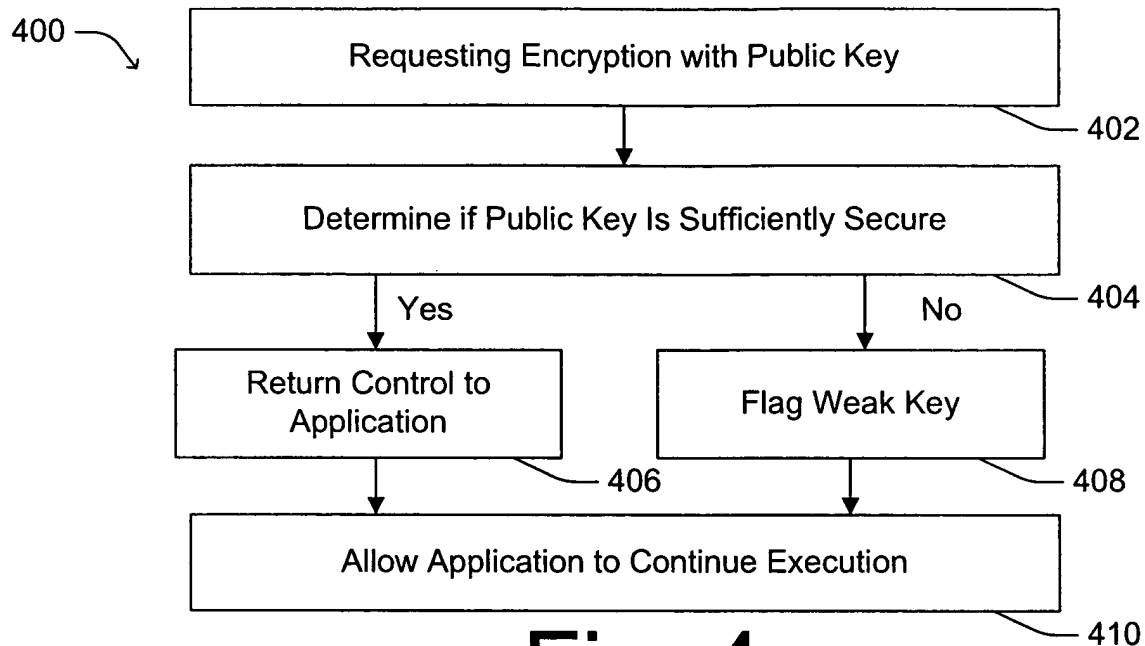 400
Requesting Encryption with Public Key
402
Determine if Public Key Is Sufficiently Secure
404
Yes
No
Return Control to
Application
406
Flag Weak Key
408
Allow Application to Continue Execution
410